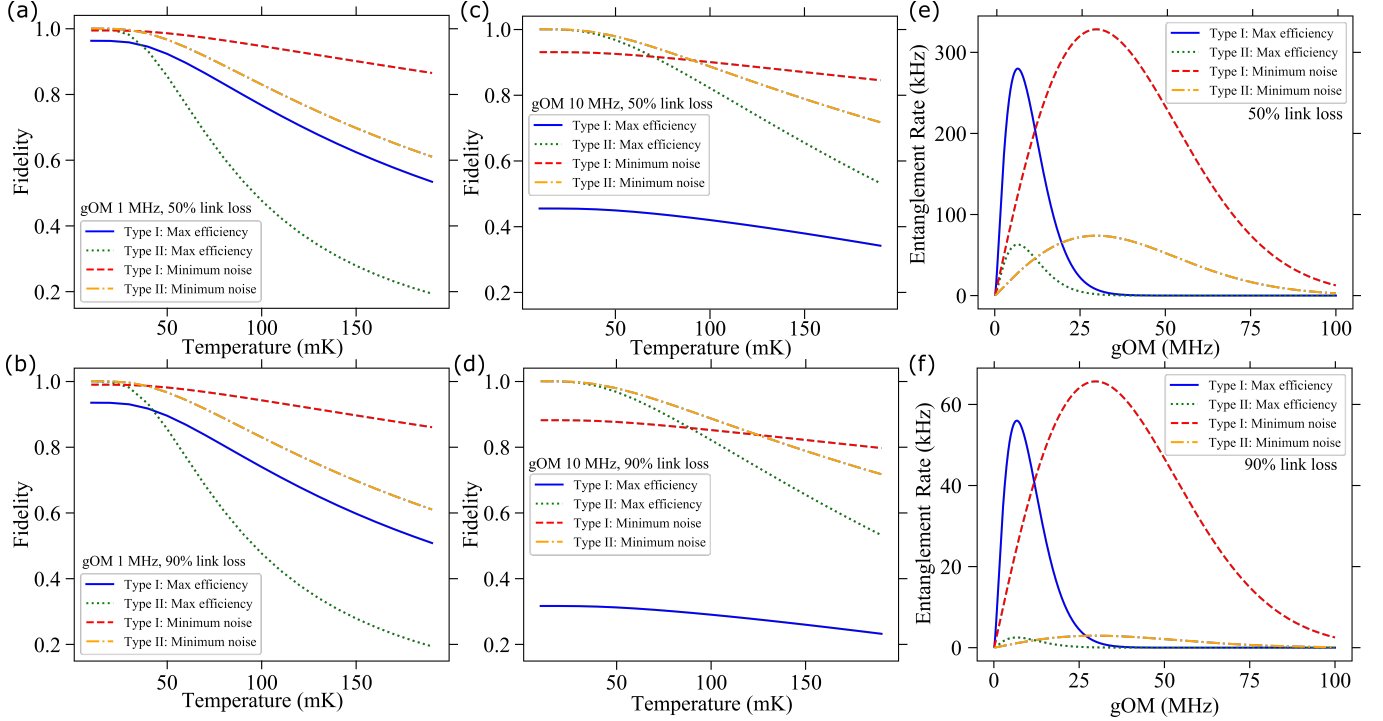 (a)
Fidelity
1.0
0.8
0.6
0.4
0.2
gOM 1 MHz, 50% link loss
Type I: Max efficiency
Type II: Max efficiency
Type I: Minimum noise
Type II: Minimum noise
50
100
150
Temperature (mK)
(c)
Fidelity
1.0
0.8
0.6
0.4
0.2
gOM 10 MHz, 50% link loss
Type I: Max efficiency
Type II: Max efficiency
Type I: Minimum noise
Type II: Minimum noise
50
100
150
Temperature (mK)
(e)
Entanglement Rate (kHz)
300
200
100
0
Type I: Max efficiency
Type II: Max efficiency
Type I: Minimum noise
Type II: Minimum noise
50% link loss
0
25
50
75
100
gOM (MHz)
(b)
Fidelity
1.0
0.8
0.6
0.4
0.2
gOM 1 MHz, 90% link loss
Type I: Max efficiency
Type II: Max efficiency
Type I: Minimum noise
Type II: Minimum noise
50
100
150
Temperature (mK)
(d)
Fidelity
1.0
0.8
0.6
0.4
0.2
gOM 10 MHz, 90% link loss
Type I: Max efficiency
Type II: Max efficiency
Type I: Minimum noise
Type II: Minimum noise
50
100
150
Temperature (mK)
(f)
Entanglement Rate (kHz)
60
40
20
0
Type I: Max efficiency
Type II: Max efficiency
Type I: Minimum noise
Type II: Minimum noise
90% link loss
0
25
50
75
100
gOM (MHz)